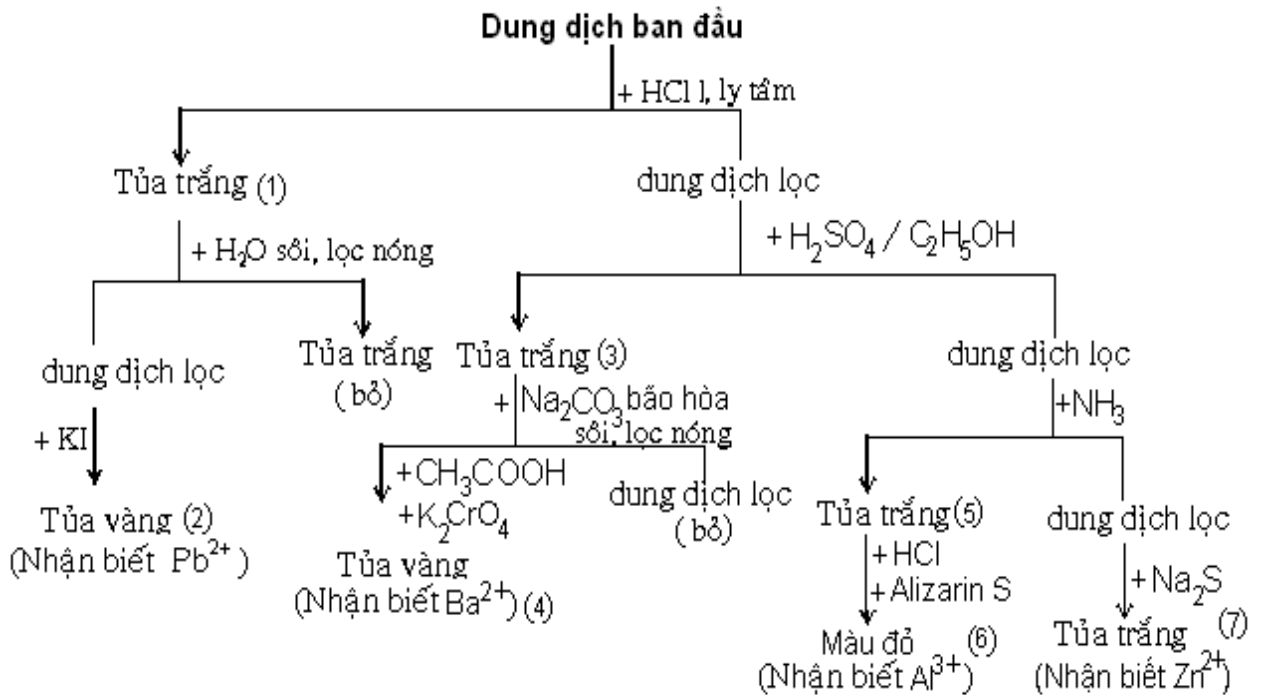 Dung dịch ban đầu
+ HCl l, ly tâm
Tủa trắng (1)
dung dịch lọc
+ H₂O sôi, lọc nóng
+ H₂SO₄ / C₂H₅OH
dung dịch lọc
Tủa trắng
(bỏ)
Tủa trắng (3)
dung dịch lọc
+ KI
+ Na₂CO₃ bão hòa
sôi, lọc nóng
+NH₃
Tủa vàng (2)
(Nhận biết Pb²⁺)
+CH₃COOH
+K₂CrO₄
Tủa vàng
(Nhận biết Ba²⁺) (4)
dung dịch lọc
(bỏ)
Tủa trắng (5)
+ HCl
+ Alizarin S
Màu đỏ (6)
(Nhận biết Al³⁺)
dung dịch lọc
+Na₂S
Tủa trắng (7)
(Nhận biết Zn²⁺)